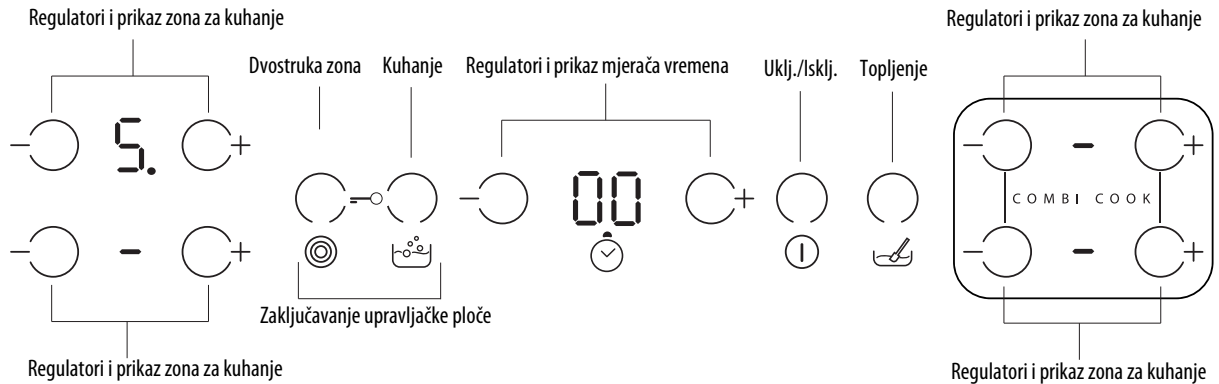 Regulatori i prikaz zona za kuhanje
Regulatori i prikaz zona za kuhanje
Dvostruka zona
Kuhanje
Regulatori i prikaz mjerača vremena
Uklj./Isklj.
Topljenje
- 5. +
- 00 +
- - +
COMBI COOK
- - +
- - +
Zaključavanje upravljačke ploče
Regulatori i prikaz zona za kuhanje
Regulatori i prikaz zona za kuhanje